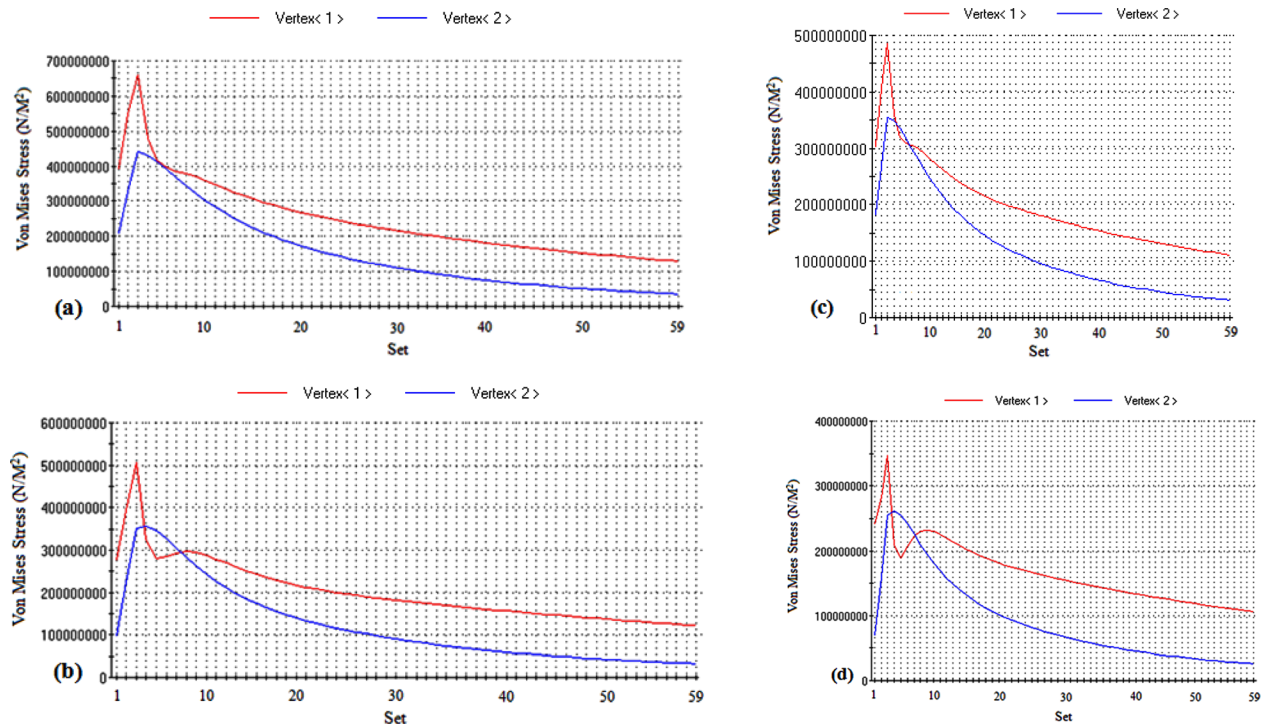 Vertex< 1 > Vertex< 2 >
700000000
600000000
500000000
400000000
300000000
200000000
100000000
0
Von Mises Stress (N/M²)
(a)
1 10 20 30 40 50 59
Set
Vertex< 1 > Vertex< 2 >
600000000
500000000
400000000
300000000
200000000
100000000
0
Von Mises Stress (N/M²)
(b)
1 10 20 30 40 50 59
Set
Vertex< 1 > Vertex< 2 >
500000000
400000000
300000000
200000000
100000000
0
Von Mises Stress (N/M²)
(c)
1 10 20 30 40 50 59
Set
Vertex< 1 > Vertex< 2 >
400000000
300000000
200000000
100000000
0
Von Mises Stress (N/M²)
(d)
1 10 20 30 40 50 59
Set